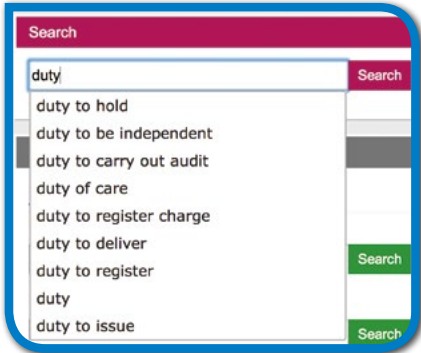 Search
duty Search
duty to hold
duty to be independent
duty to carry out audit
duty of care
duty to register charge
duty to deliver
Search
duty to register
duty
duty to issue
Search